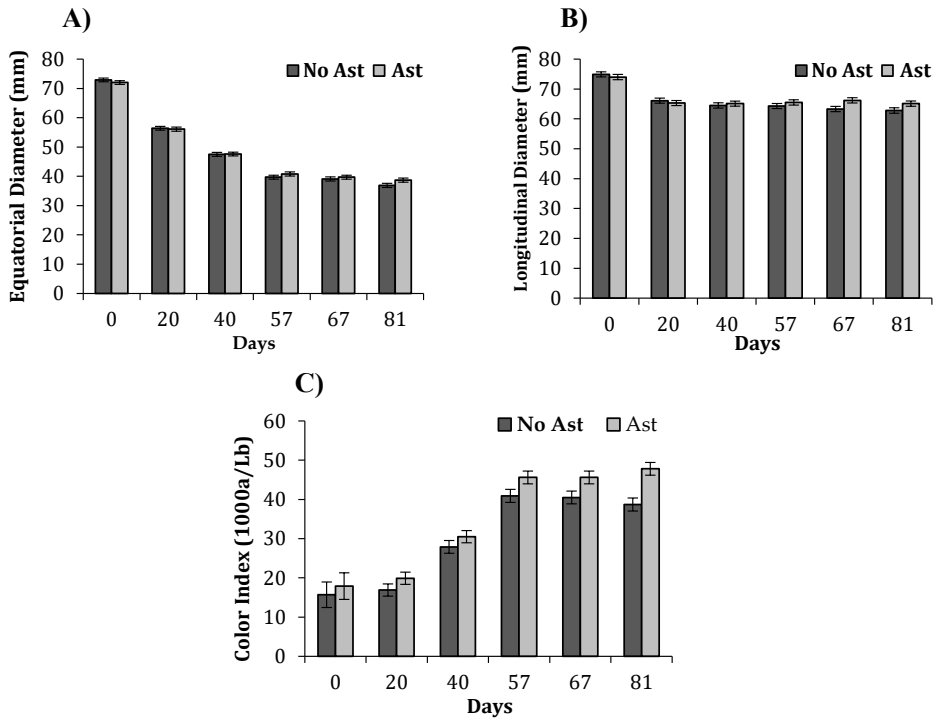 A)
Equatorial Diameter (mm)
80
70
60
50
40
30
20
10
0
No Ast
Ast
0 20 40 57 67 81
Days
B)
Longitudinal Diameter (mm)
80
70
60
50
40
30
20
10
0
No Ast
Ast
0 20 40 57 67 81
Days
C)
Color Index (1000a/Lb)
60
50
40
30
20
10
0
No Ast
Ast
0 20 40 57 67 81
Days